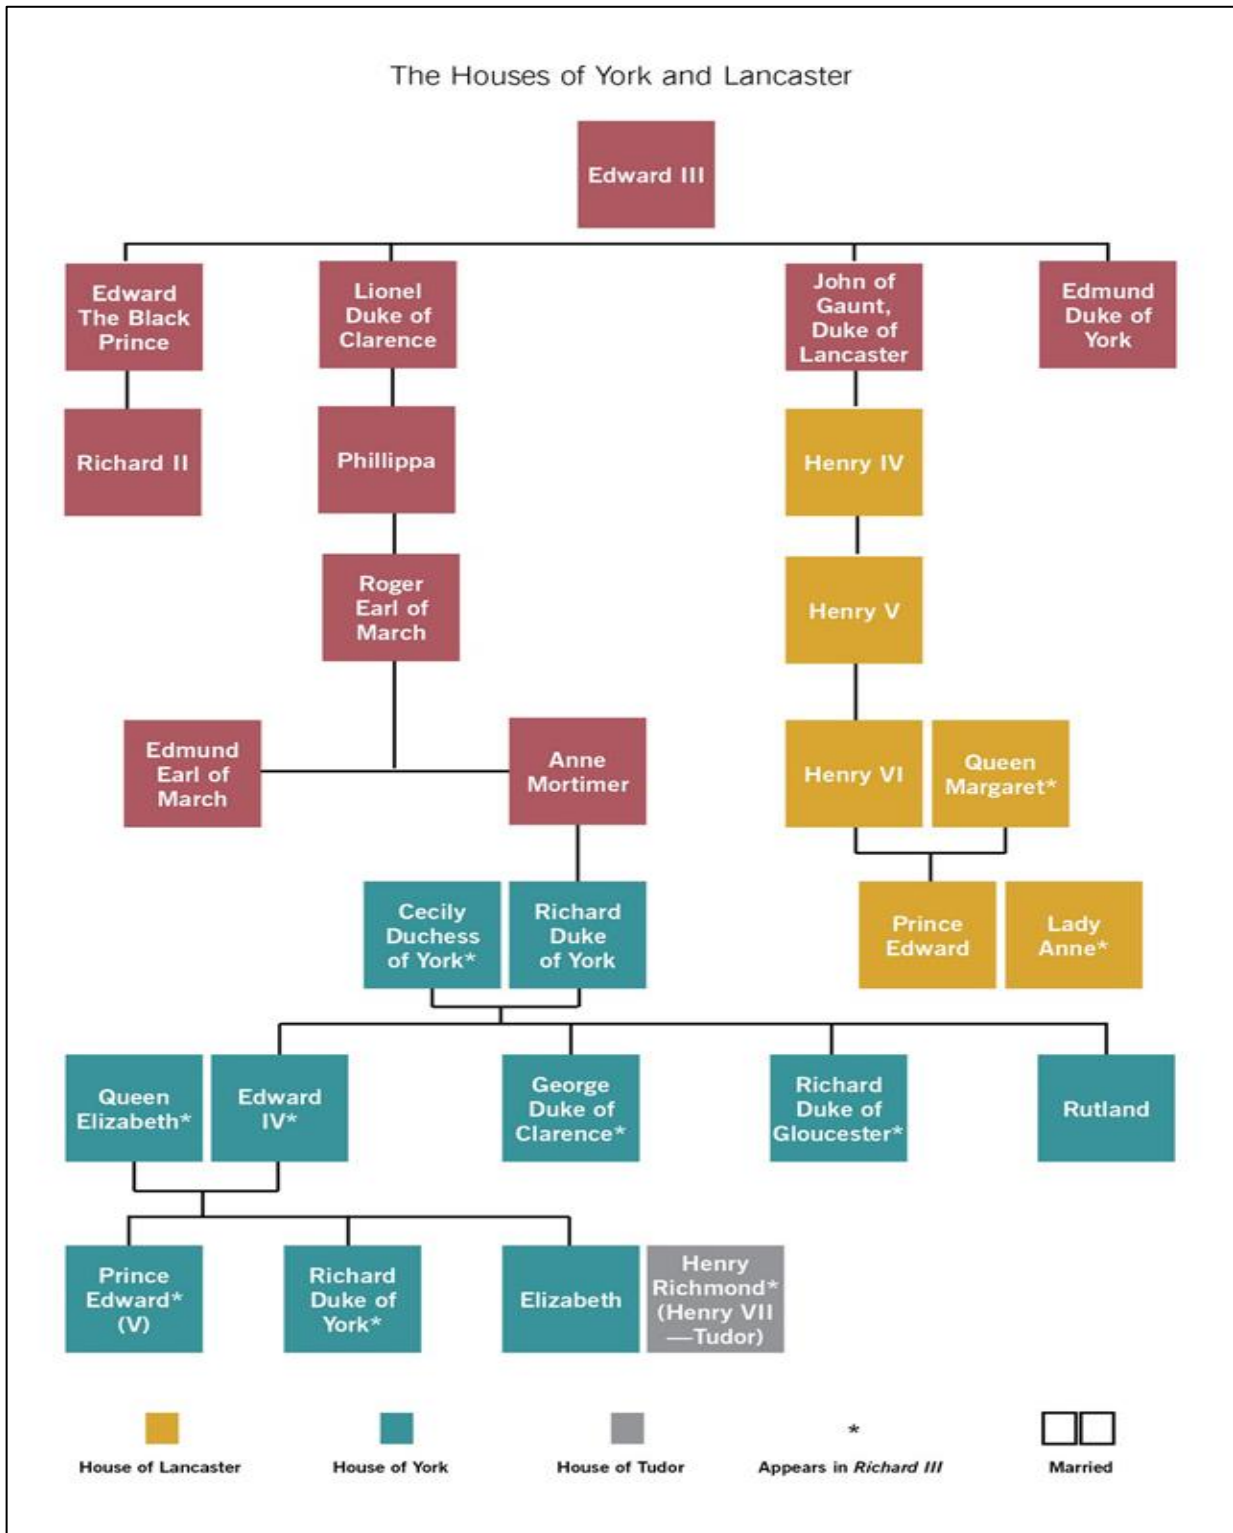 The Houses of York and Lancaster
Edward III
Edward
The Black
Prince
Lionel
Duke of
Clarence
John of
Gaunt,
Duke of
Lancaster
Edmund
Duke of
York
Richard II
Phillippa
Henry IV
Roger
Earl of
March
Henry V
Edmund
Earl of
March
Anne
Mortimer
Henry VI
Queen
Margaret*
Cecily
Duchess
of York*
Richard
Duke
of York
Prince
Edward
Lady
Anne*
Queen
Elizabeth*
Edward
IV*
George
Duke of
Clarence*
Richard
Duke of
Gloucester*
Rutland
Prince
Edward*
(V)
Richard
Duke of
York*
Elizabeth
Henry
Richmond*
(Henry VII
—Tudor)
House of Lancaster
House of York
House of Tudor
*
Appears in Richard III
Married